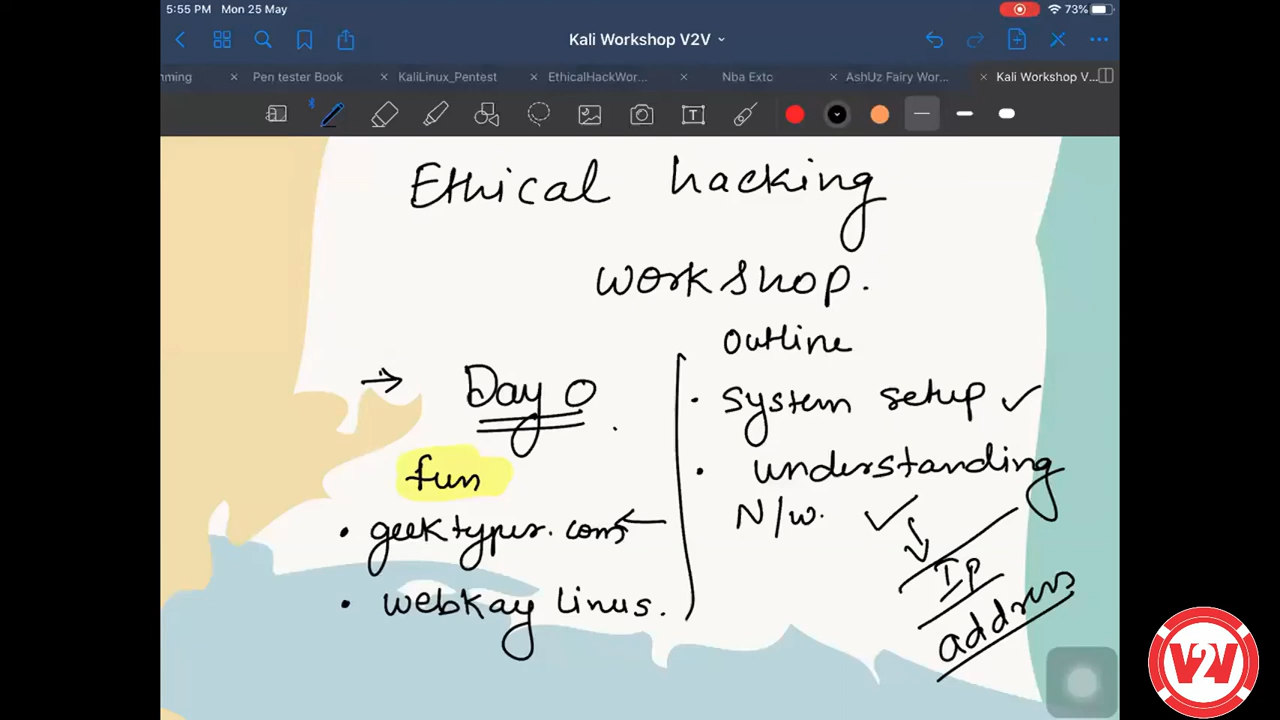 5:55 PM Mon 25 May
73%
Kali Workshop V2V
mming
Pen tester Book
KaliLinux_Pentest
EthicalHackWor...
Nba Extc
AshUz Fairy Wor...
Kali Workshop V...
T
Ethical hacking
workshop.
outline
→ Day 0
• system setup ✓
fun
• understanding
N/w. ✓
• geektyper.com ←
Ip
address
• webkay linus.
V2V